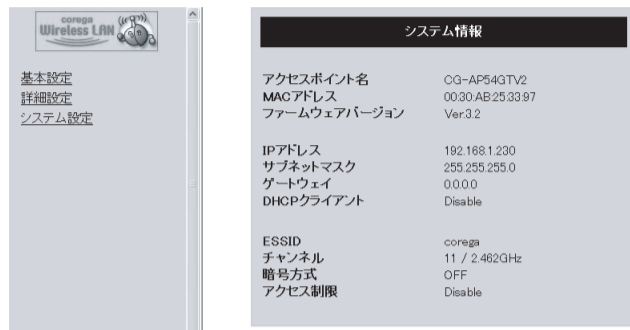 corega
Wireless LAN
基本設定
詳細設定
システム設定
システム情報
アクセスポイント名 CG-AP54GTV2
MACアドレス 00:30:AB:25:33:97
ファームウェアバージョン Ver.3.2
IPアドレス 192.168.1.230
サブネットマスク 255.255.255.0
ゲートウェイ 0.0.0.0
DHCPクライアント Disable
ESSID corega
チャンネル 11 / 2.462GHz
暗号方式 OFF
アクセス制限 Disable